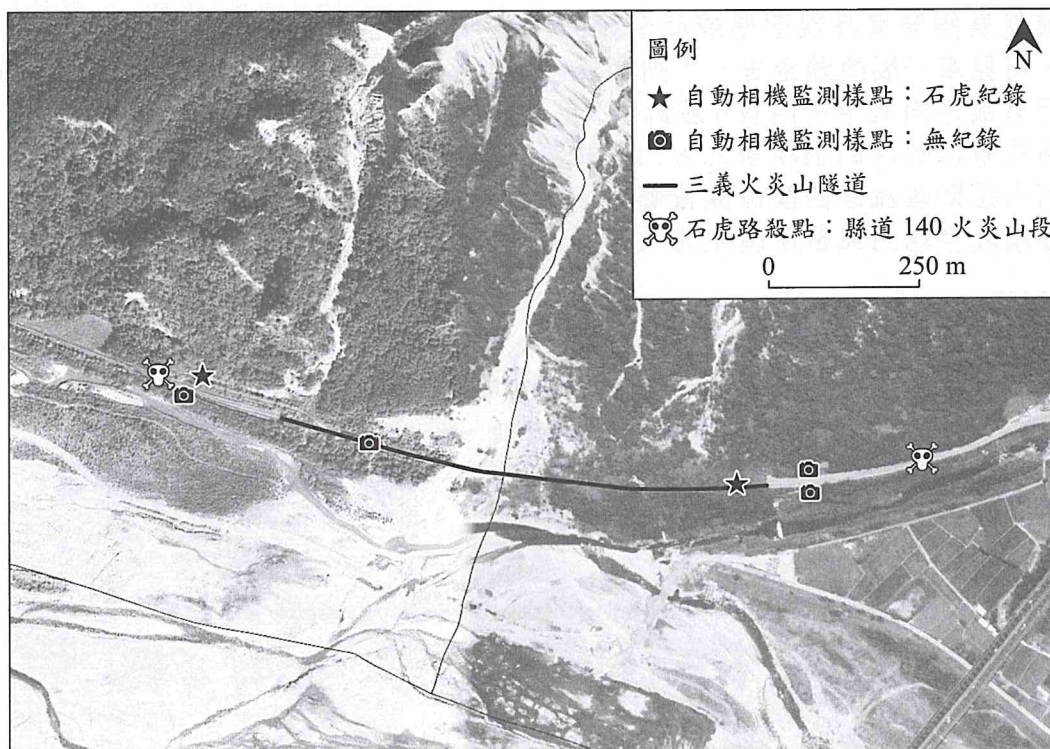 圖例
N
自動相機監測樣點：石虎紀錄
自動相機監測樣點：無紀錄
三義火炎山隧道
石虎路殺點：縣道 140 火炎山段
0 250 m